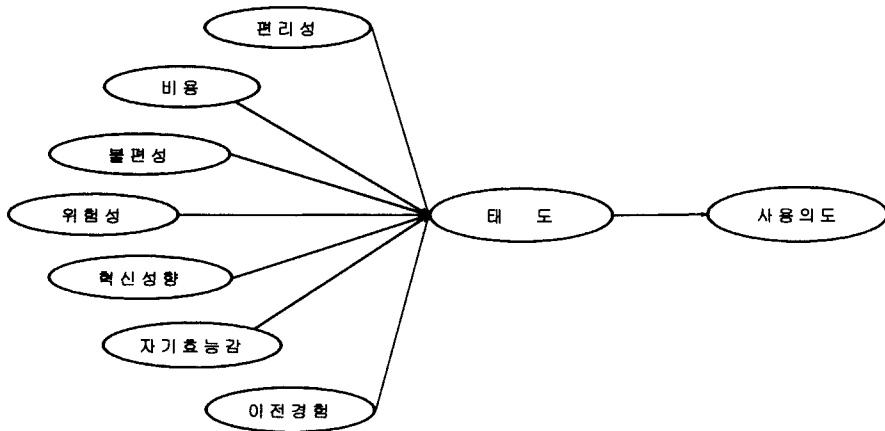 편리성
비용
불편성
위험성
태 도
사용의도
혁신성향
자기효능감
이전경험